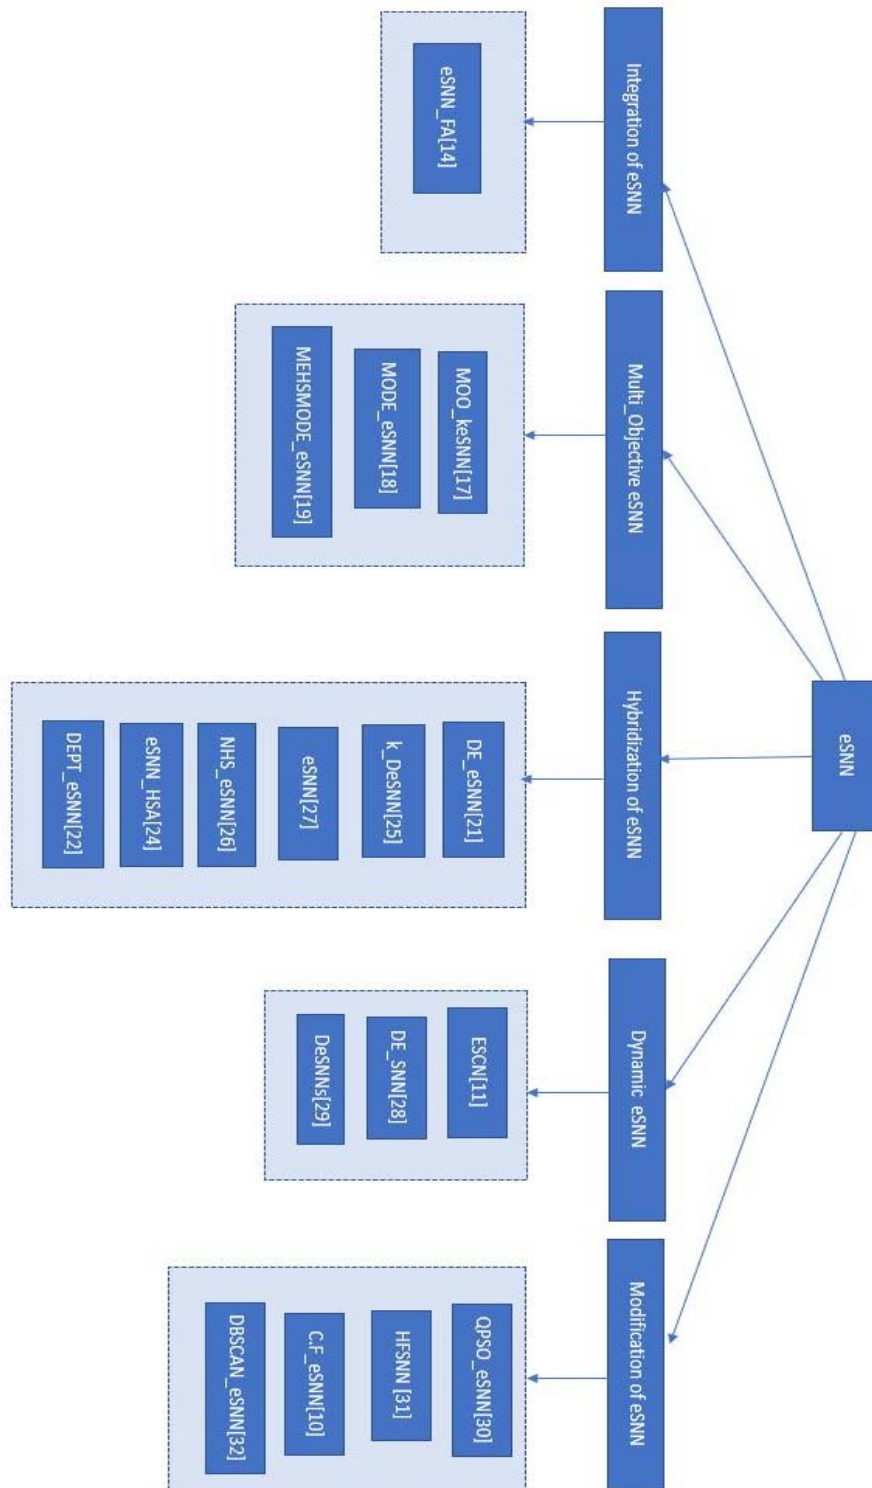 eSNN
Integration of eSNN
Multi_Objective eSNN
Hybridization of eSNN
Dynamic eSNN
Modification of eSNN
eSNN_FA[14]
MOO_keSNN[17]
MODE_eSNN[18]
MEHSMODE_eSNN[19]
DE_eSNN[21]
k_DeSNN[25]
eSNN[27]
NHS_eSNN[26]
eSNN_HSA[24]
DEPT_eSNN[22]
ESCN[11]
DE_SNN[28]
DeSNNs[29]
QPSO_eSNN[30]
HFSNN [31]
C.F_eSNN[10]
DBSCAN_eSNN[32]